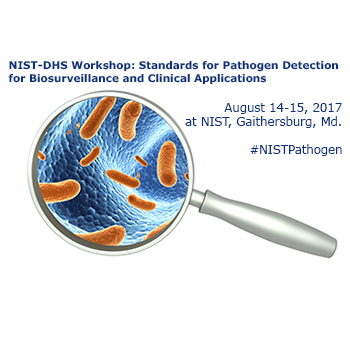 NIST-DHS Workshop: Standards for Pathogen Detection
for Biosurveillance and Clinical Applications
August 14-15, 2017
at NIST, Gaithersburg, Md.
#NISTPathogen